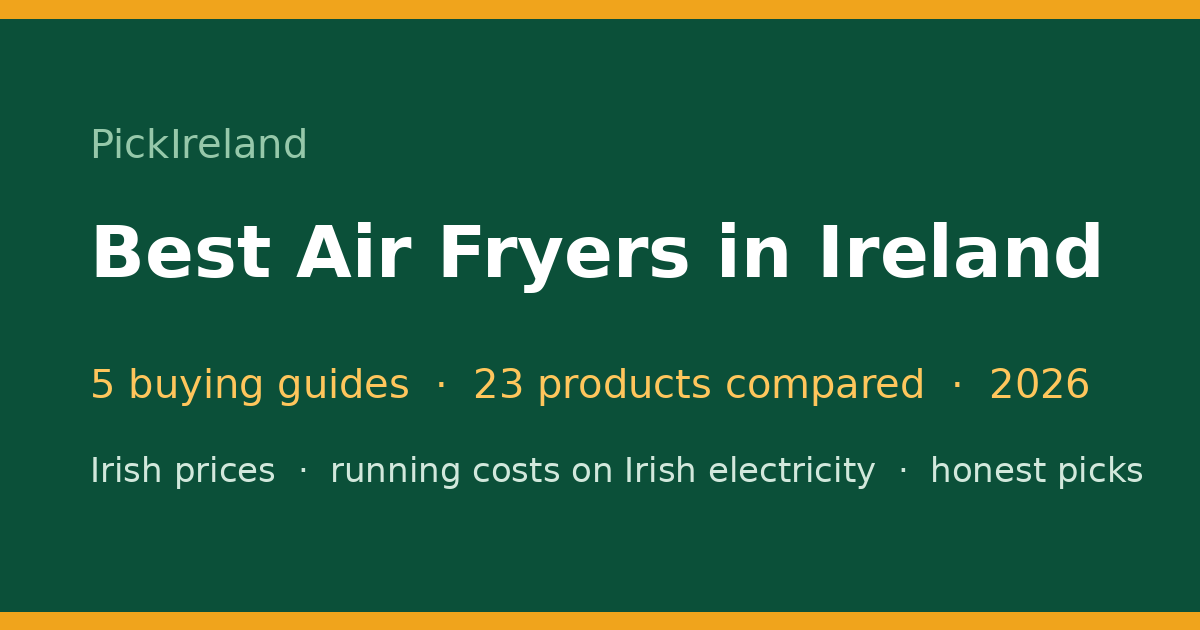 PickIreland
Best Air Fryers in Ireland
5 buying guides · 23 products compared · 2026
Irish prices · running costs on Irish electricity · honest picks